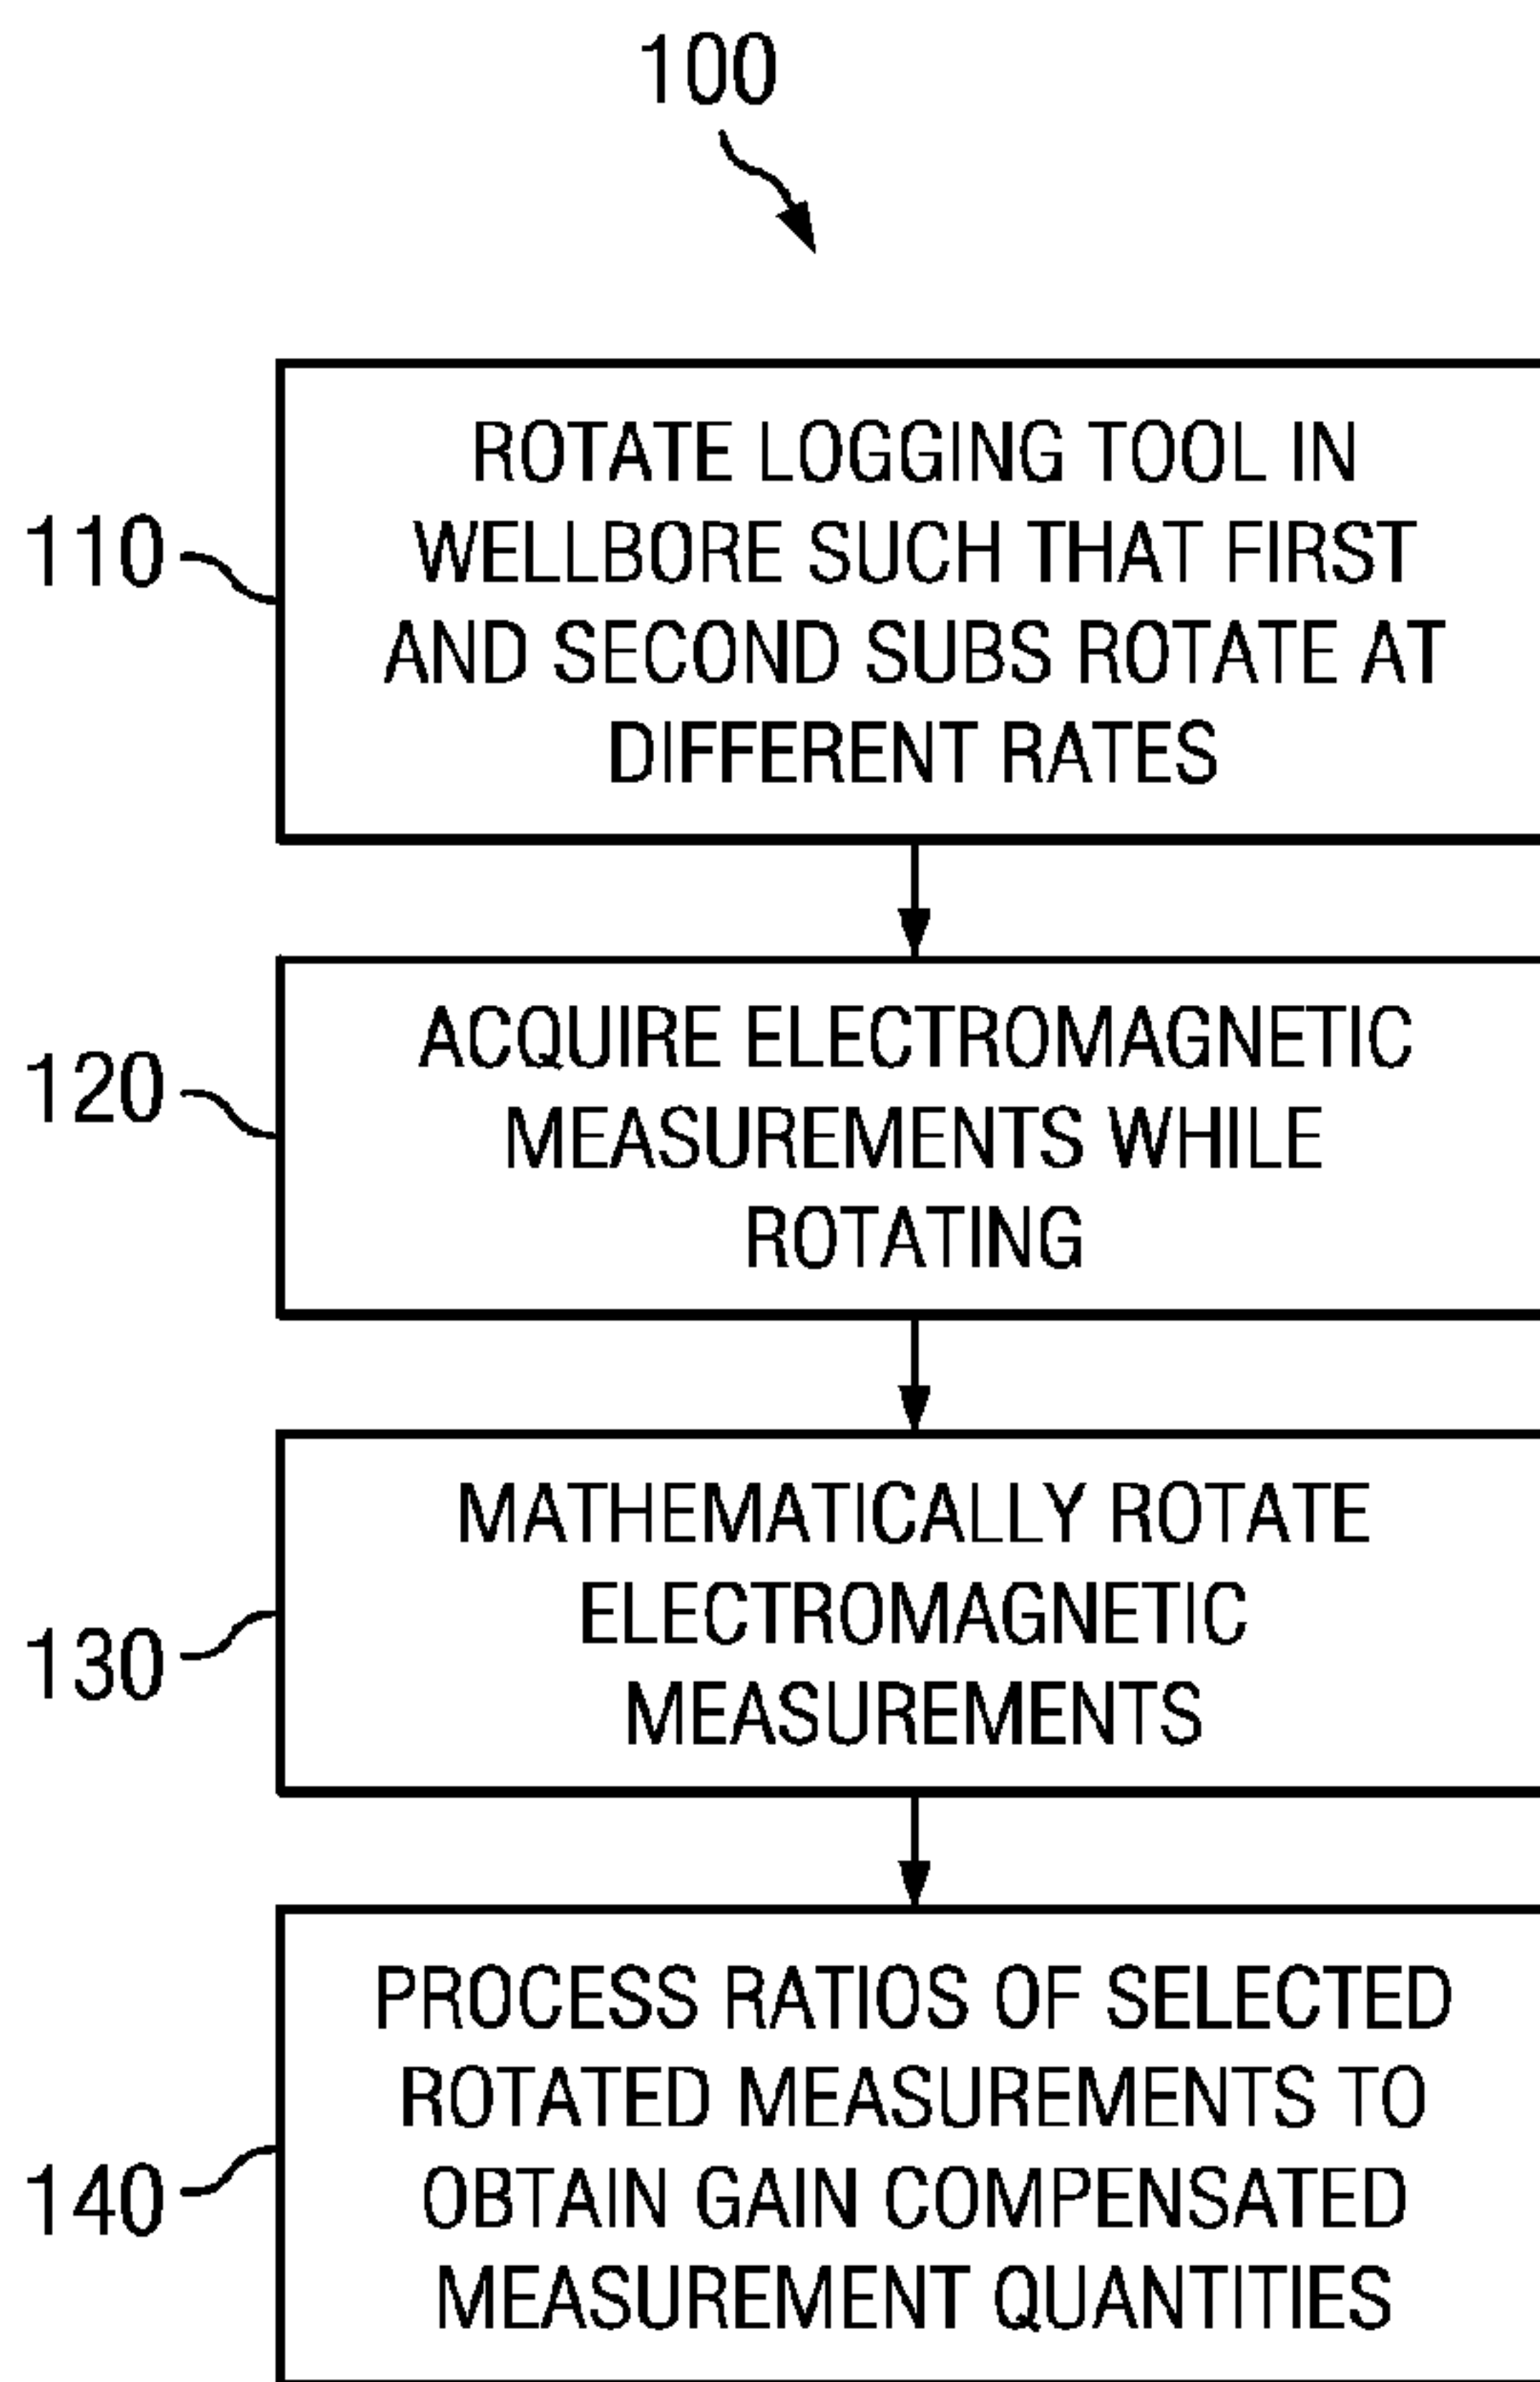 100
110
ROTATE LOGGING TOOL IN
WELLBORE SUCH THAT FIRST
AND SECOND SUBS ROTATE AT
DIFFERENT RATES
120
ACQUIRE ELECTROMAGNETIC
MEASUREMENTS WHILE
ROTATING
130
MATHEMATICALLY ROTATE
ELECTROMAGNETIC
MEASUREMENTS
140
PROCESS RATIOS OF SELECTED
ROTATED MEASUREMENTS TO
OBTAIN GAIN COMPENSATED
MEASUREMENT QUANTITIES